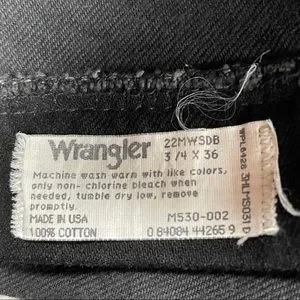 Wrangler
22MWSDB
3/4 X 36
Machine wash warm with like colors,
only non- chlorine bleach when
needed, tumble dry low, remove
promptly.
MADE IN USA
M530-002
100% COTTON
0 84084 44265 9
WPL6428